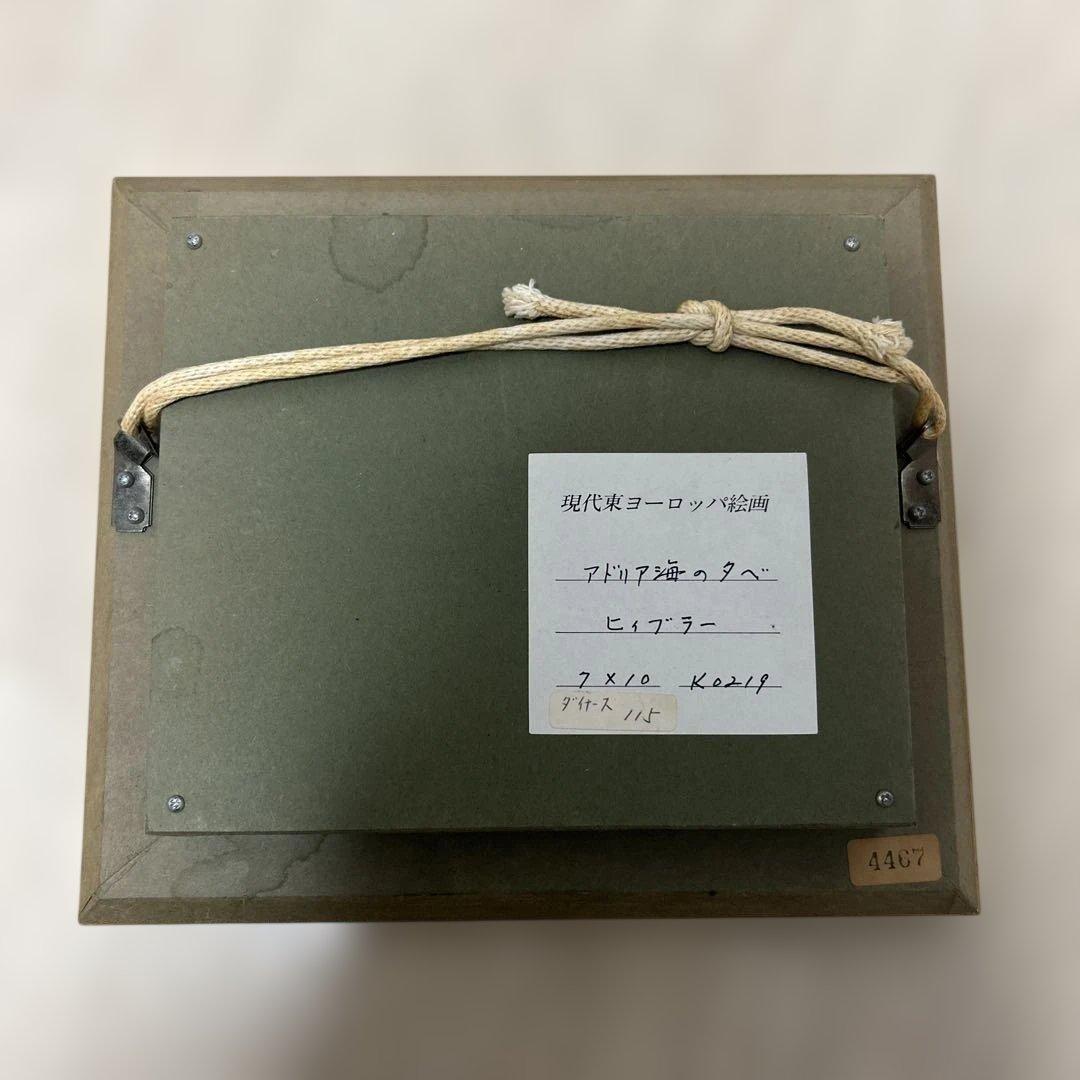 現代東ヨーロッパ絵画
アドリア海の夕べ
ヒィブラー
7×10 K0219
ダイナース 115
4467